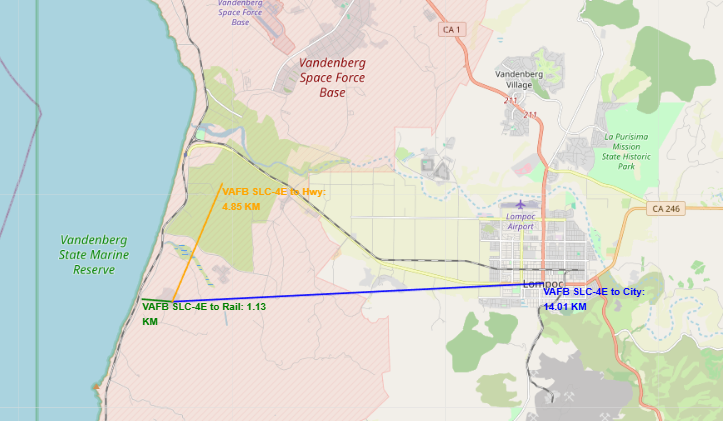 Vandenberg
Space Force
Base
CA 1
Vandenberg
Space Force
Base
Vandenberg
Village
211
211
La Purisima
Mission
State Historic
Park
VAFB SLC-4E to Hwy:
4.85 KM
CA 246
Lompoc
Airport
Vandenberg
State Marine
Reserve
Lompoc
VAFB SLC-4E to City:
14.01 KM
VAFB SLC-4E to Rail: 1.13
KM